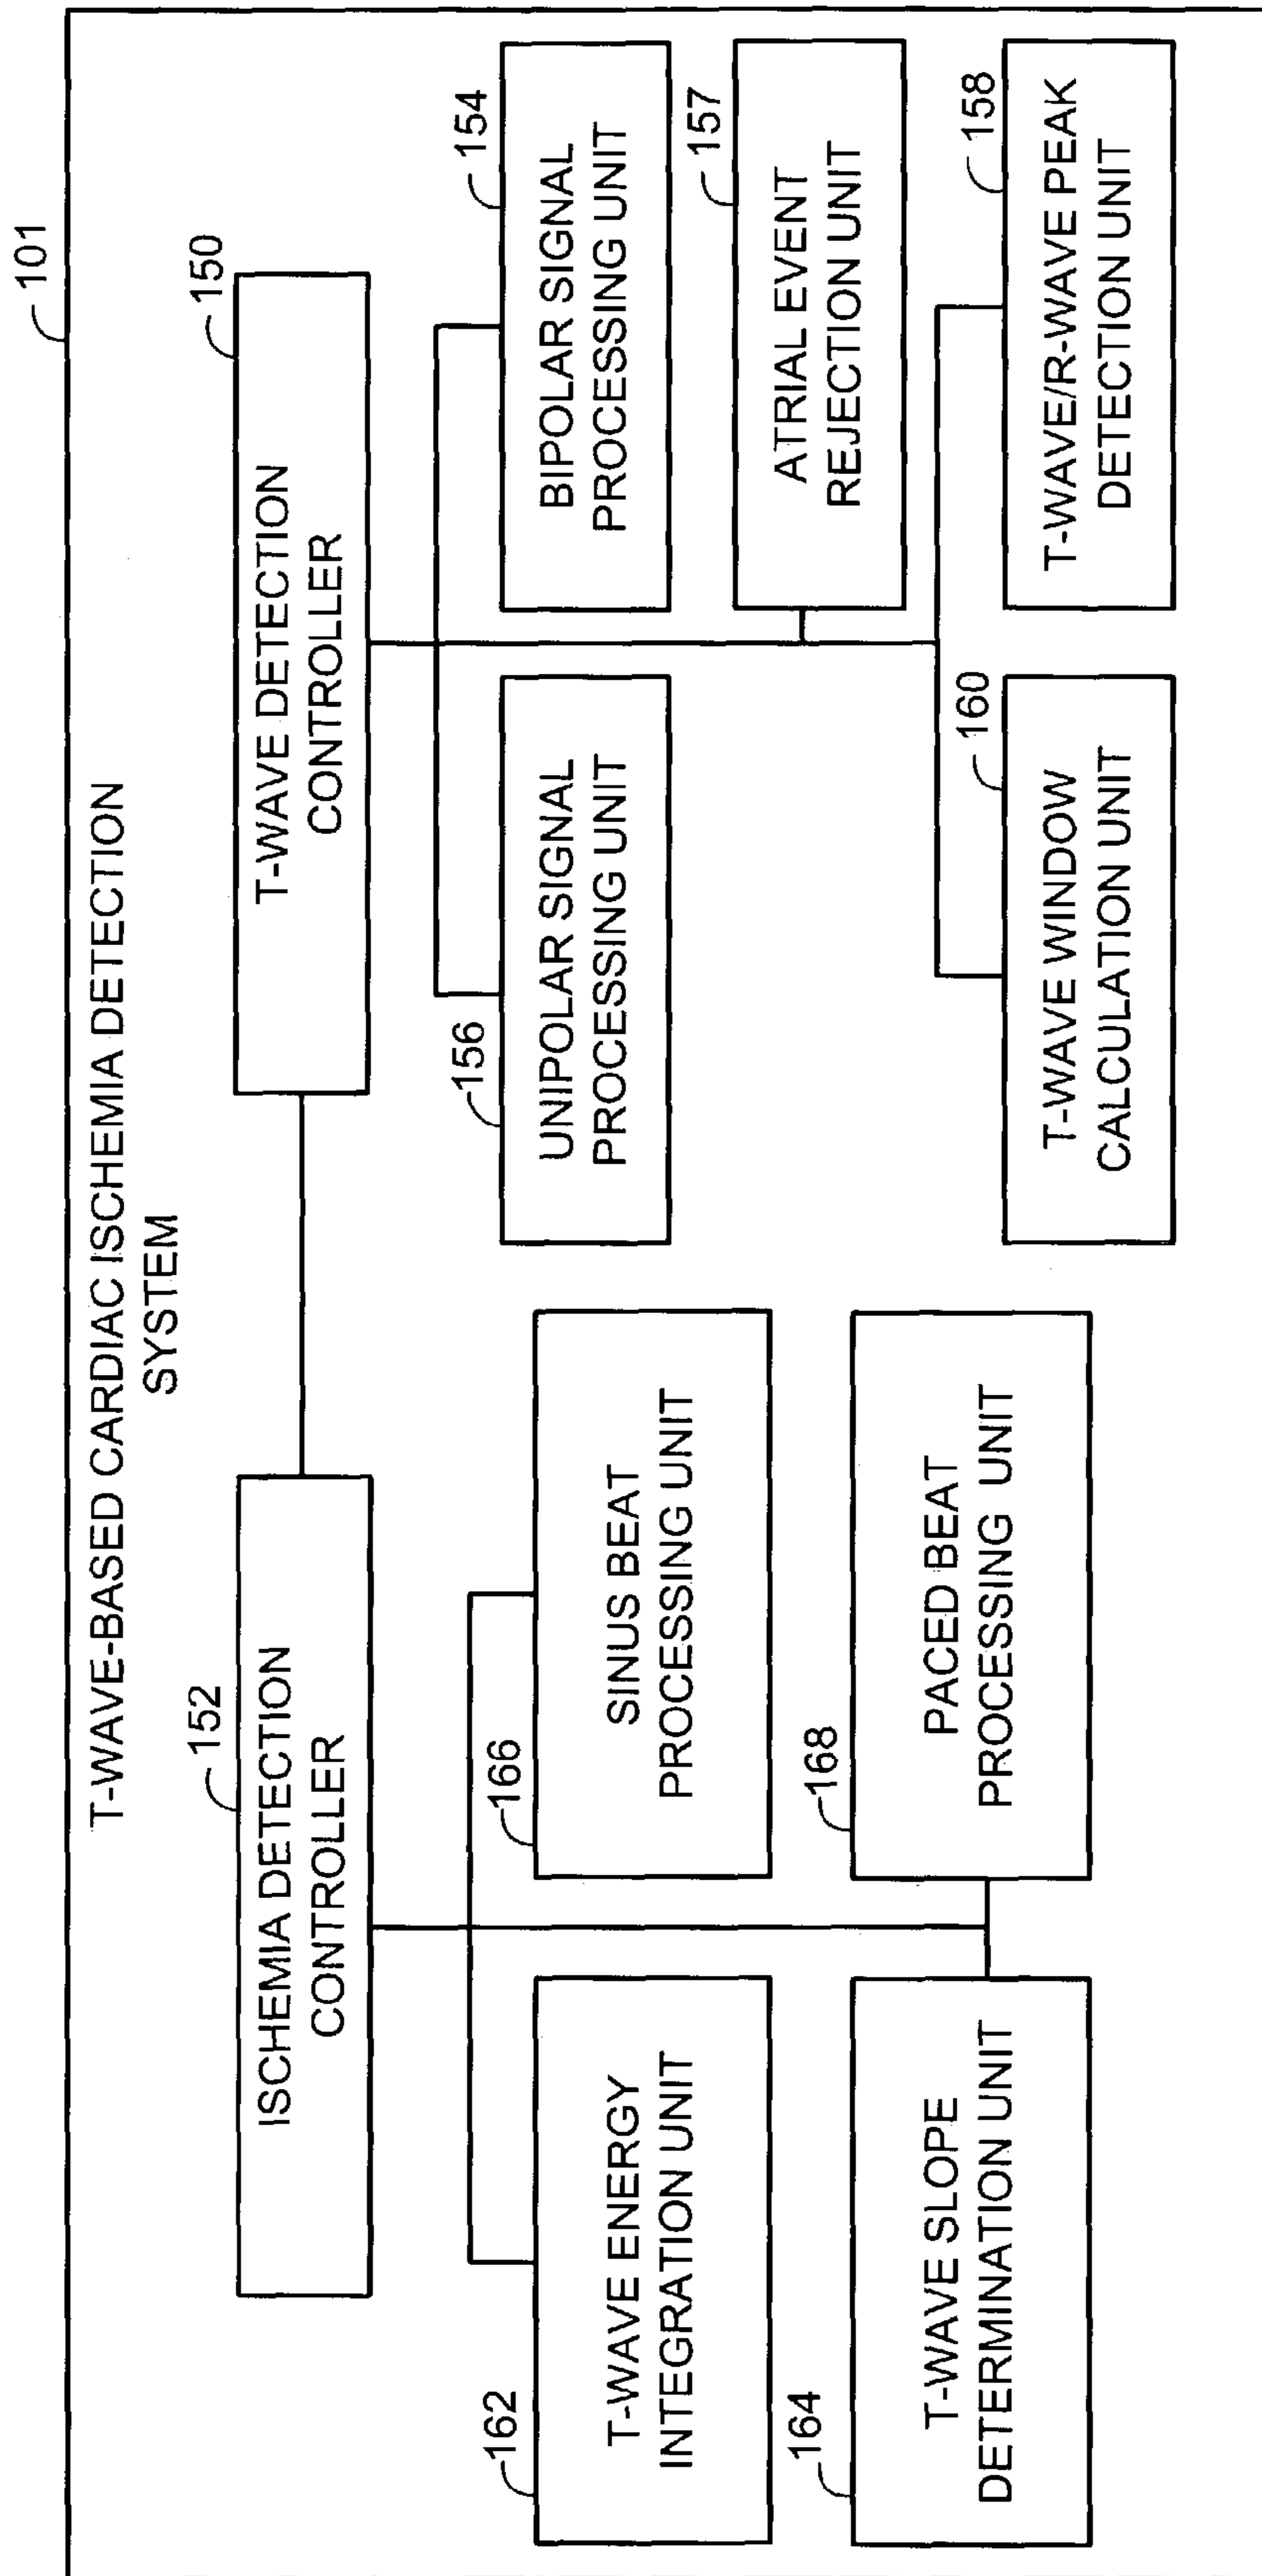 101
T-WAVE-BASED CARDIAC ISCHEMIA DETECTION
SYSTEM
152
ISCHEMIA DETECTION
CONTROLLER
150
T-WAVE DETECTION
CONTROLLER
162
T-WAVE ENERGY
INTEGRATION UNIT
166
SINUS BEAT
PROCESSING UNIT
164
T-WAVE SLOPE
DETERMINATION UNIT
168
PACED BEAT
PROCESSING UNIT
156
UNIPOLAR SIGNAL
PROCESSING UNIT
154
BIPOLAR SIGNAL
PROCESSING UNIT
157
ATRIAL EVENT
REJECTION UNIT
160
T-WAVE WINDOW
CALCULATION UNIT
158
T-WAVE/R-WAVE PEAK
DETECTION UNIT